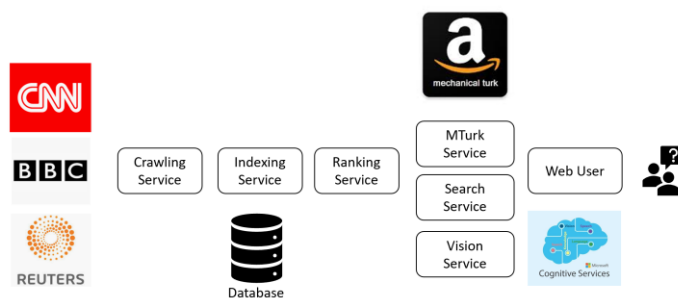 a
mechanical turk
CNN
BBC
REUTERS
Crawling
Service
Indexing
Service
Ranking
Service
MTurk
Service
Search
Service
Vision
Service
Web User
?
Database
Microsoft
Cognitive Services